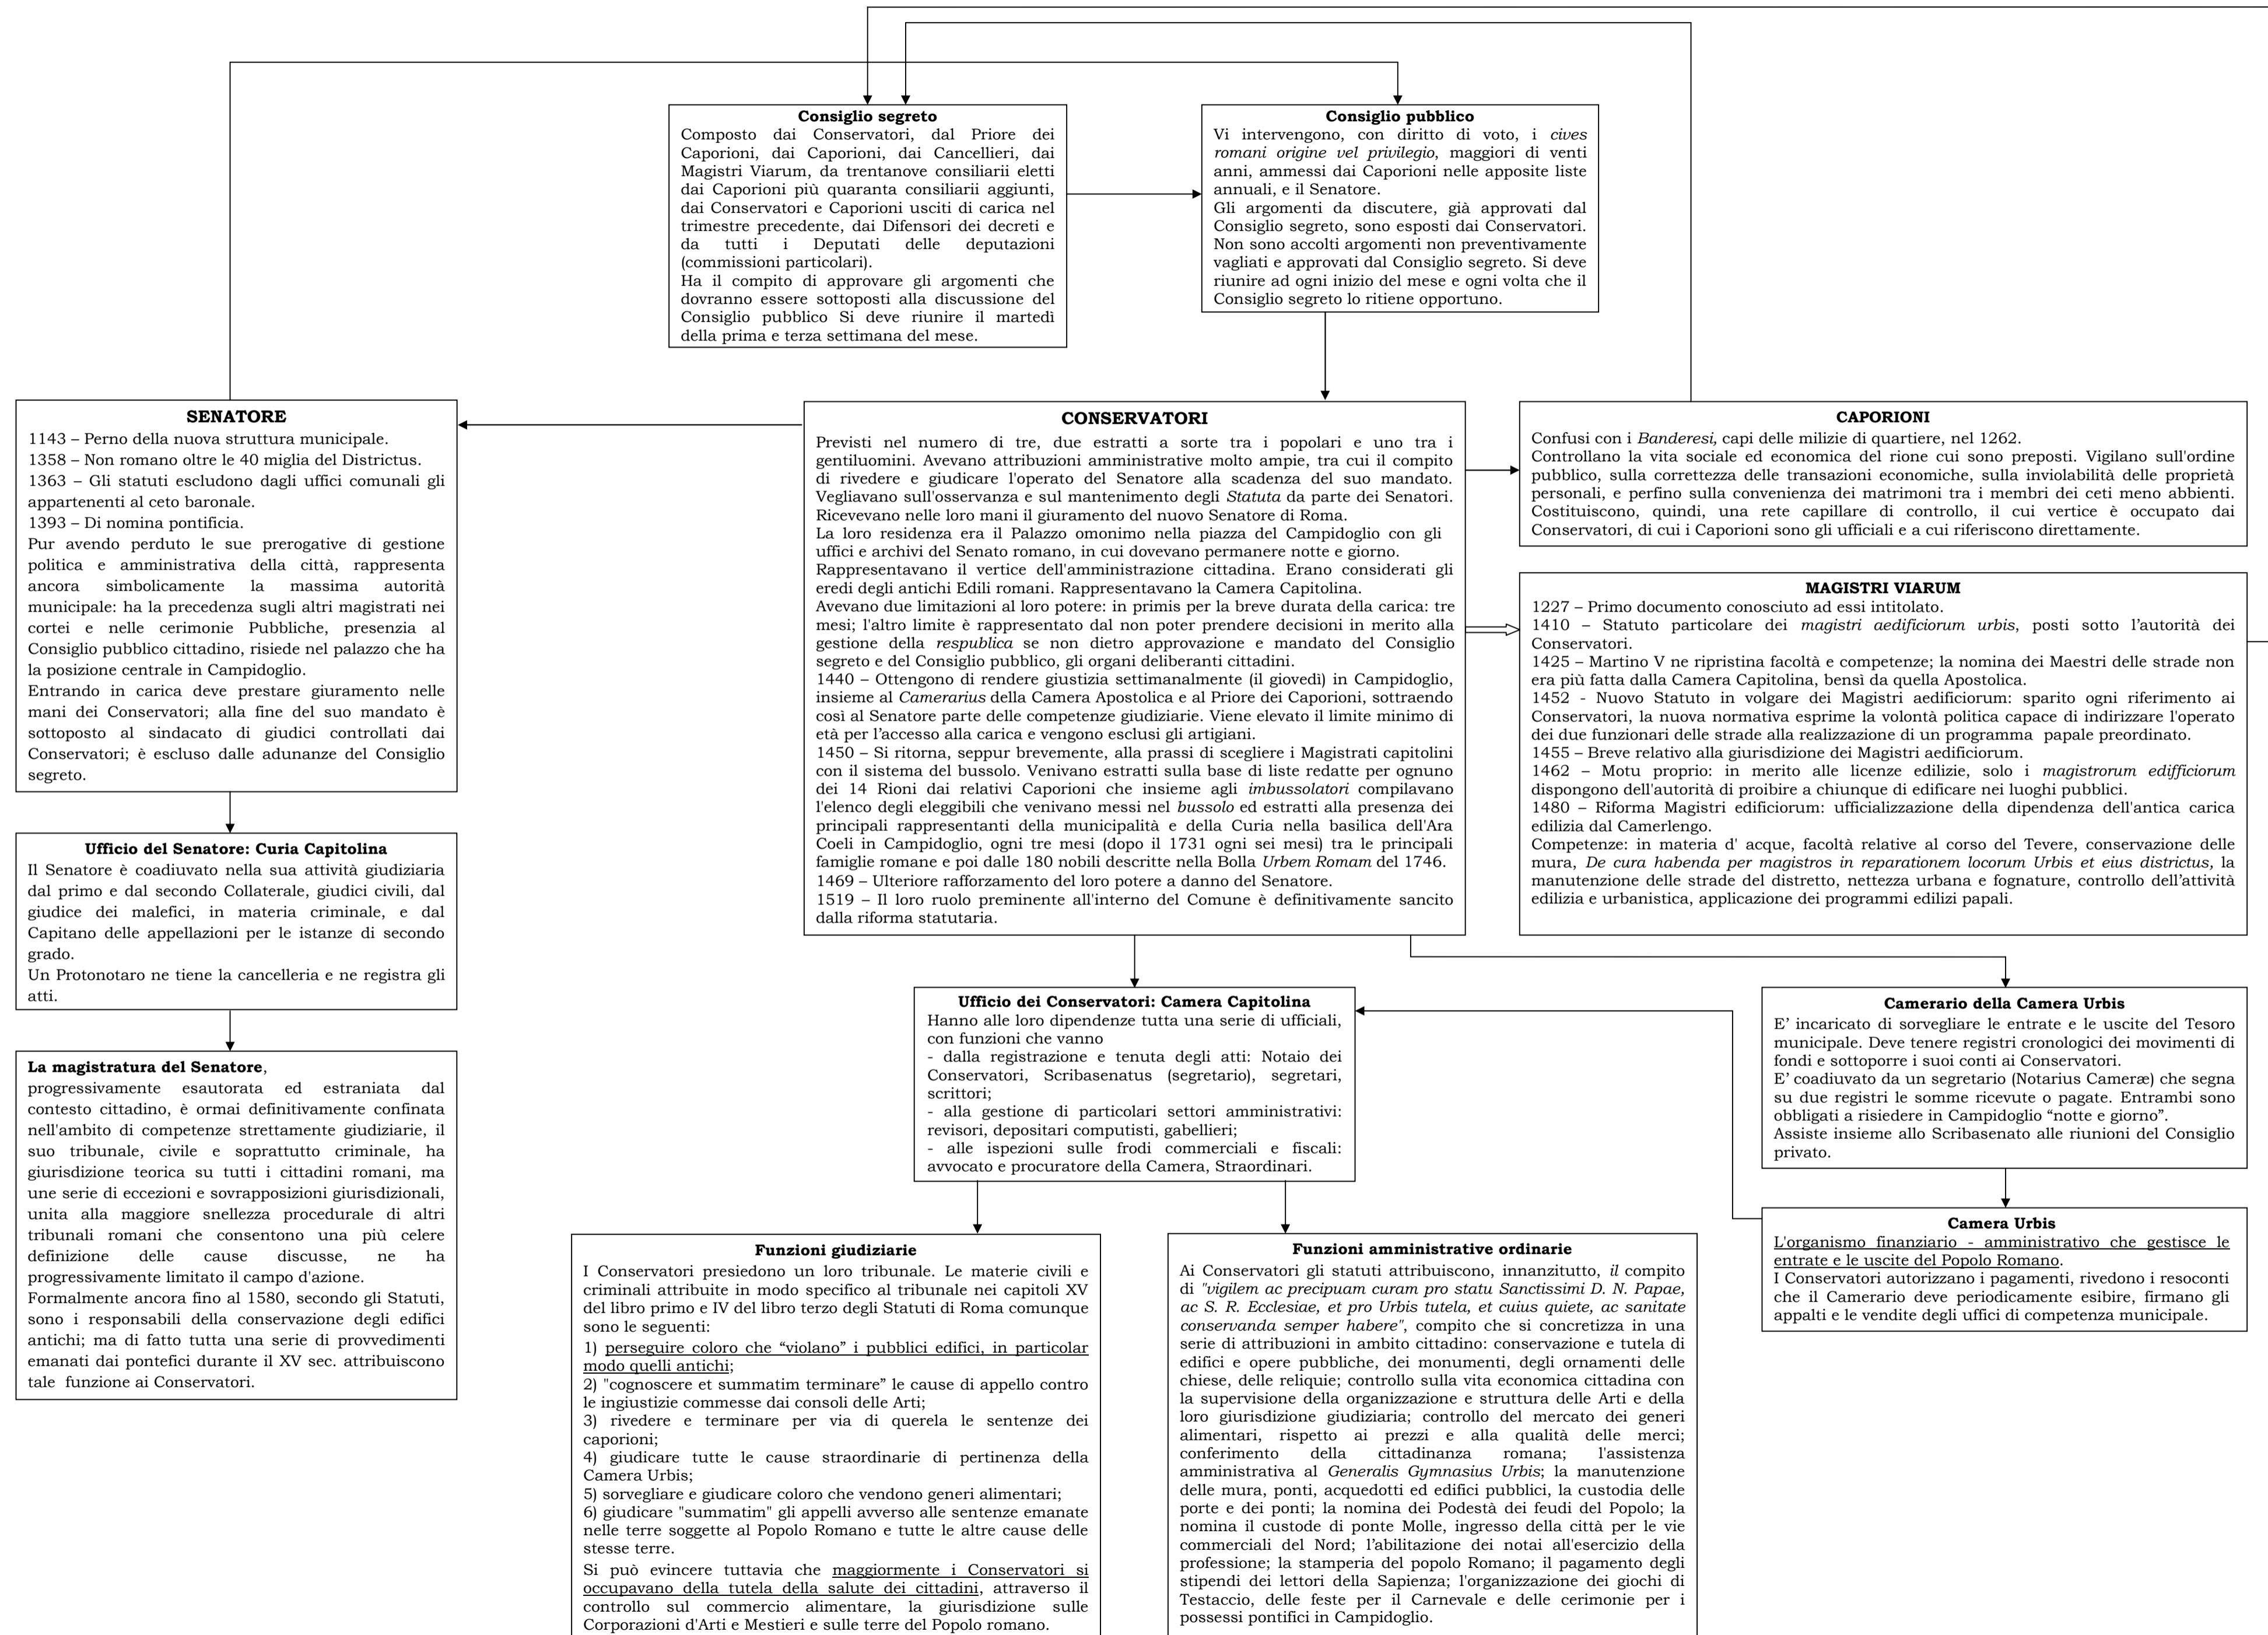 Consiglio segreto
Composto dai Conservatori, dal Priore dei
Caporioni, dai Caporioni, dai Cancellieri, dai
Magistri Viarum, da trentanove consiliarii eletti
dai Caporioni più quaranta consiliarii aggiunti,
dai Conservatori e Caporioni usciti di carica nel
trimestre precedente, dai Difensori dei decreti e
da tutti i Deputati delle deputazioni
(commissioni particolari).
Ha il compito di approvare gli argomenti che
dovranno essere sottoposti alla discussione del
Consiglio pubblico Si deve riunire il martedì
della prima e terza settimana del mese.
Consiglio pubblico
Vi intervengono, con diritto di voto, i cives
romani origine vel privilegio, maggiori di venti
anni, ammessi dai Caporioni nelle apposite liste
annuali, e il Senatore.
Gli argomenti da discutere, già approvati dal
Consiglio segreto, sono esposti dai Conservatori.
Non sono accolti argomenti non preventivamente
vagliati e approvati dal Consiglio segreto. Si deve
riunire ad ogni inizio del mese e ogni volta che il
Consiglio segreto lo ritiene opportuno.
SENATORE
1143 – Perno della nuova struttura municipale.
1358 – Non romano oltre le 40 miglia del Districtus.
1363 – Gli statuti escludono dagli uffici comunali gli
appartenenti al ceto baronale.
1393 – Di nomina pontificia.
Pur avendo perduto le sue prerogative di gestione
politica e amministrativa della città, rappresenta
ancora simbolicamente la massima autorità
municipale: ha la precedenza sugli altri magistrati nei
cortei e nelle cerimonie Pubbliche, presenzia al
Consiglio pubblico cittadino, risiede nel palazzo che ha
la posizione centrale in Campidoglio.
Entrando in carica deve prestare giuramento nelle
mani dei Conservatori; alla fine del suo mandato è
sottoposto al sindacato di giudici controllati dai
Conservatori; è escluso dalle adunanze del Consiglio
segreto.
CONSERVATORI
Previsti nel numero di tre, due estratti a sorte tra i popolari e uno tra i
gentiluomini. Avevano attribuzioni amministrative molto ampie, tra cui il compito
di rivedere e giudicare l'operato del Senatore alla scadenza del suo mandato.
Vegliavano sull'osservanza e sul mantenimento degli Statuta da parte dei Senatori.
Ricevevano nelle loro mani il giuramento del nuovo Senatore di Roma.
La loro residenza era il Palazzo omonimo nella piazza del Campidoglio con gli
uffici e archivi del Senato romano, in cui dovevano permanere notte e giorno.
Rappresentavano il vertice dell'amministrazione cittadina. Erano considerati gli
eredi degli antichi Edili romani. Rappresentavano la Camera Capitolina.
Avevano due limitazioni al loro potere: in primis per la breve durata della carica: tre
mesi; l'altro limite è rappresentato dal non poter prendere decisioni in merito alla
gestione della respublica se non dietro approvazione e mandato del Consiglio
segreto e del Consiglio pubblico, gli organi deliberanti cittadini.
1440 – Ottengono di rendere giustizia settimanalmente (il giovedì) in Campidoglio,
insieme al Camerarius della Camera Apostolica e al Priore dei Caporioni, sottraendo
così al Senatore parte delle competenze giudiziarie. Viene elevato il limite minimo di
età per l'accesso alla carica e vengono esclusi gli artigiani.
1450 – Si ritorna, seppur brevemente, alla prassi di scegliere i Magistrati capitolini
con il sistema del bussolo. Venivano estratti sulla base di liste redatte per ognuno
dei 14 Rioni dai relativi Caporioni che insieme agli imbussolatori compilavano
l'elenco degli eleggibili che venivano messi nel bussolo ed estratti alla presenza dei
principali rappresentanti della municipalità e della Curia nella basilica dell'Ara
Coeli in Campidoglio, ogni tre mesi (dopo il 1731 ogni sei mesi) tra le principali
famiglie romane e poi dalle 180 nobili descritte nella Bolla Urbem Romam del 1746.
1469 – Ulteriore rafforzamento del loro potere a danno del Senatore.
1519 – Il loro ruolo preminente all'interno del Comune è definitivamente sancito
dalla riforma statutaria.
CAPORIONI
Confusi con i Banderesi, capi delle milizie di quartiere, nel 1262.
Controllano la vita sociale ed economica del rione cui sono preposti. Vigilano sull'ordine
pubblico, sulla correttezza delle transazioni economiche, sulla inviolabilità delle proprietà
personali, e perfino sulla convenienza dei matrimoni tra i membri dei ceti meno abbienti.
Costituiscono, quindi, una rete capillare di controllo, il cui vertice è occupato dai
Conservatori, di cui i Caporioni sono gli ufficiali e a cui riferiscono direttamente.
MAGISTRI VIARUM
1227 – Primo documento conosciuto ad essi intitolato.
1410 – Statuto particolare dei magistri aedificiorum urbis, posti sotto l'autorità dei
Conservatori.
1425 – Martino V ne ripristina facoltà e competenze; la nomina dei Maestri delle strade non
era più fatta dalla Camera Capitolina, bensì da quella Apostolica.
1452 - Nuovo Statuto in volgare dei Magistri aedificiorum: sparito ogni riferimento ai
Conservatori, la nuova normativa esprime la volontà politica capace di indirizzare l'operato
dei due funzionari delle strade alla realizzazione di un programma papale preordinato.
1455 – Breve relativo alla giurisdizione dei Magistri aedificiorum.
1462 – Motu proprio: in merito alle licenze edilizie, solo i magistrorum edifficiorum
dispongono dell'autorità di proibire a chiunque di edificare nei luoghi pubblici.
1480 – Riforma Magistri edificiorum: ufficializzazione della dipendenza dell'antica carica
edilizia dal Camerlengo.
Competenze: in materia d' acque, facoltà relative al corso del Tevere, conservazione delle
mura, De cura habenda per magistros in reparationem locorum Urbis et eius districtus, la
manutenzione delle strade del distretto, nettezza urbana e fognature, controllo dell'attività
edilizia e urbanistica, applicazione dei programmi edilizi papali.
Ufficio del Senatore: Curia Capitolina
Il Senatore è coadiuvato nella sua attività giudiziaria
dal primo e dal secondo Collaterale, giudici civili, dal
giudice dei malefici, in materia criminale, e dal
Capitano delle appellazioni per le istanze di secondo
grado.
Un Protonotaro ne tiene la cancelleria e ne registra gli
atti.
La magistratura del Senatore,
progressivamente esautorata ed estraniata dal
contesto cittadino, è ormai definitivamente confinata
nell'ambito di competenze strettamente giudiziarie, il
suo tribunale, civile e soprattutto criminale, ha
giurisdizione teorica su tutti i cittadini romani, ma
une serie di eccezioni e sovrapposizioni giurisdizionali,
unita alla maggiore snellezza procedurale di altri
tribunali romani che consentono una più celere
definizione delle cause discusse, ne ha
progressivamente limitato il campo d'azione.
Formalmente ancora fino al 1580, secondo gli Statuti,
sono i responsabili della conservazione degli edifici
antichi; ma di fatto tutta una serie di provvedimenti
emanati dai pontefici durante il XV sec. attribuiscono
tale funzione ai Conservatori.
Ufficio dei Conservatori: Camera Capitolina
Hanno alle loro dipendenze tutta una serie di ufficiali,
con funzioni che vanno
- dalla registrazione e tenuta degli atti: Notaio dei
Conservatori, Scribasenatus (segretario), segretari,
scrittori;
- alla gestione di particolari settori amministrativi:
revisori, depositari computisti, gabellieri;
- alle ispezioni sulle frodi commerciali e fiscali:
avvocato e procuratore della Camera, Straordinari.
Camerario della Camera Urbis
E' incaricato di sorvegliare le entrate e le uscite del Tesoro
municipale. Deve tenere registri cronologici dei movimenti di
fondi e sottoporre i suoi conti ai Conservatori.
E' coadiuvato da un segretario (Notarius Cameræ) che segna
su due registri le somme ricevute o pagate. Entrambi sono
obbligati a risiedere in Campidoglio “notte e giorno”.
Assiste insieme allo Scribasenato alle riunioni del Consiglio
privato.
Camera Urbis
L'organismo finanziario - amministrativo che gestisce le
entrate e le uscite del Popolo Romano.
I Conservatori autorizzano i pagamenti, rivedono i resoconti
che il Camerario deve periodicamente esibire, firmano gli
appalti e le vendite degli uffici di competenza municipale.
Funzioni giudiziarie
I Conservatori presiedono un loro tribunale. Le materie civili e
criminali attribuite in modo specifico al tribunale nei capitoli XV
del libro primo e IV del libro terzo degli Statuti di Roma comunque
sono le seguenti:
1) perseguire coloro che “violano” i pubblici edifici, in particolar
modo quelli antichi;
2) "cognoscere et summatim terminare” le cause di appello contro
le ingiustizie commesse dai consoli delle Arti;
3) rivedere e terminare per via di querela le sentenze dei
caporioni;
4) giudicare tutte le cause straordinarie di pertinenza della
Camera Urbis;
5) sorvegliare e giudicare coloro che vendono generi alimentari;
6) giudicare "summatim" gli appelli avverso alle sentenze emanate
nelle terre soggette al Popolo Romano e tutte le altre cause delle
stesse terre.
Si può evincere tuttavia che maggiormente i Conservatori si
occupavano della tutela della salute dei cittadini, attraverso il
controllo sul commercio alimentare, la giurisdizione sulle
Corporazioni d'Arti e Mestieri e sulle terre del Popolo romano.
Funzioni amministrative ordinarie
Ai Conservatori gli statuti attribuiscono, innanzitutto, il compito
di "vigilem ac precipuam curam pro statu Sanctissimi D. N. Papae,
ac S. R. Ecclesiae, et pro Urbis tutela, et cuius quiete, ac sanitate
conservanda semper habere", compito che si concretizza in una
serie di attribuzioni in ambito cittadino: conservazione e tutela di
edifici e opere pubbliche, dei monumenti, degli ornamenti delle
chiese, delle reliquie; controllo sulla vita economica cittadina con
la supervisione della organizzazione e struttura delle Arti e della
loro giurisdizione giudiziaria; controllo del mercato dei generi
alimentari, rispetto ai prezzi e alla qualità delle merci;
conferimento della cittadinanza romana; l'assistenza
amministrativa al Generalis Gymnasius Urbis; la manutenzione
delle mura, ponti, acquedotti ed edifici pubblici, la custodia delle
porte e dei ponti; la nomina dei Podestà dei feudi del Popolo; la
nomina il custode di ponte Molle, ingresso della città per le vie
commerciali del Nord; l'abilitazione dei notai all'esercizio della
professione; la stamperia del popolo Romano; il pagamento degli
stipendi dei lettori della Sapienza; l'organizzazione dei giochi di
Testaccio, delle feste per il Carnevale e delle cerimonie per i
possessi pontifici in Campidoglio.